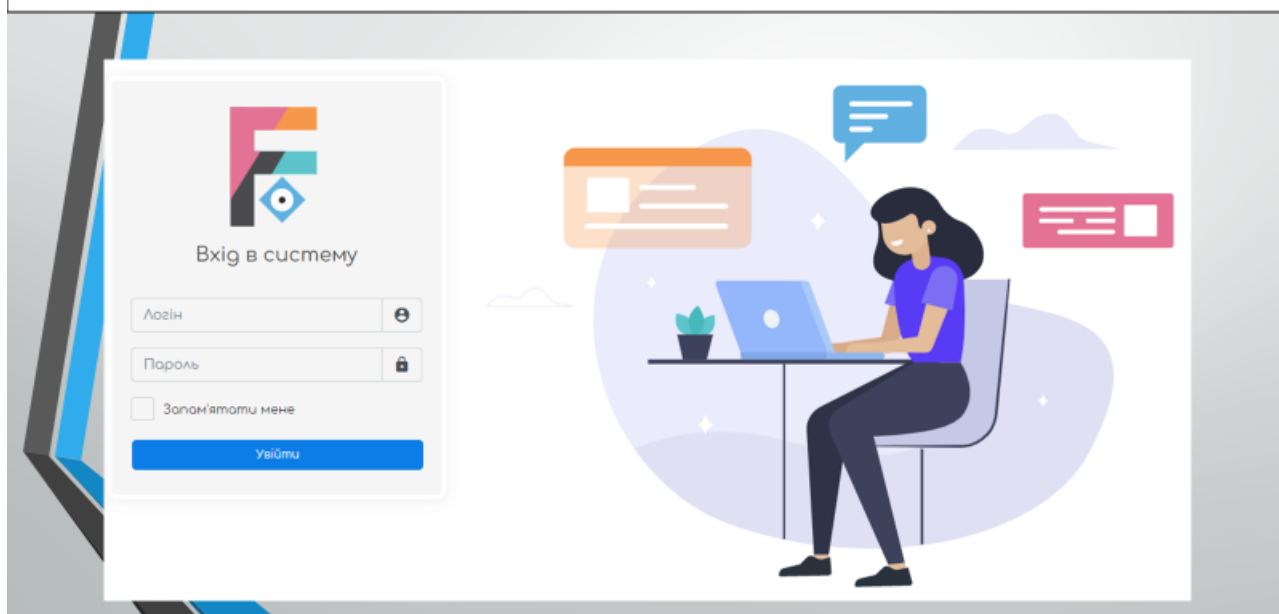 Вхід в систему
Логін
Пароль
Запам'ятати мене
Увійти